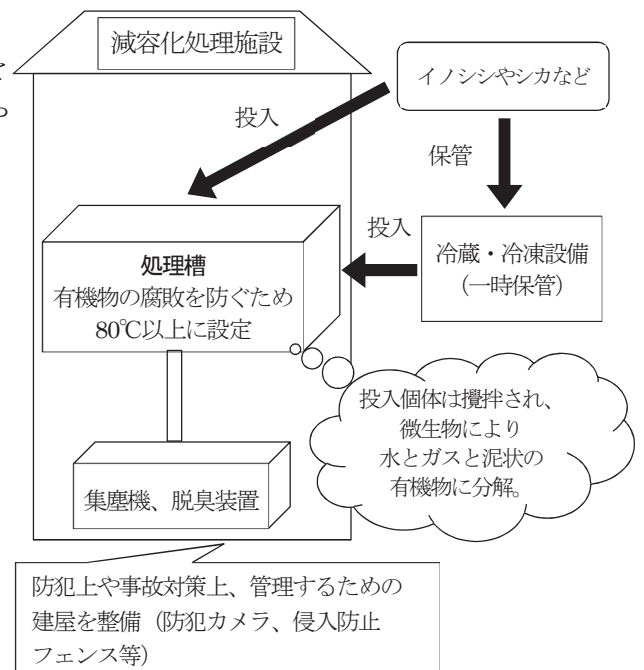 て
や
減容化処理施設
イノシシやシカなど
投入
保管
投入
冷蔵・冷凍設備
（一時保管）
処理槽
有機物の腐敗を防ぐため
80℃以上に設定
投入個体は攪拌され、
微生物により
水とガスと泥状の
有機物に分解。
集塵機、脱臭装置
防犯上や事故対策上、管理するための
建屋を整備（防犯カメラ、侵入防止
フェンス等）